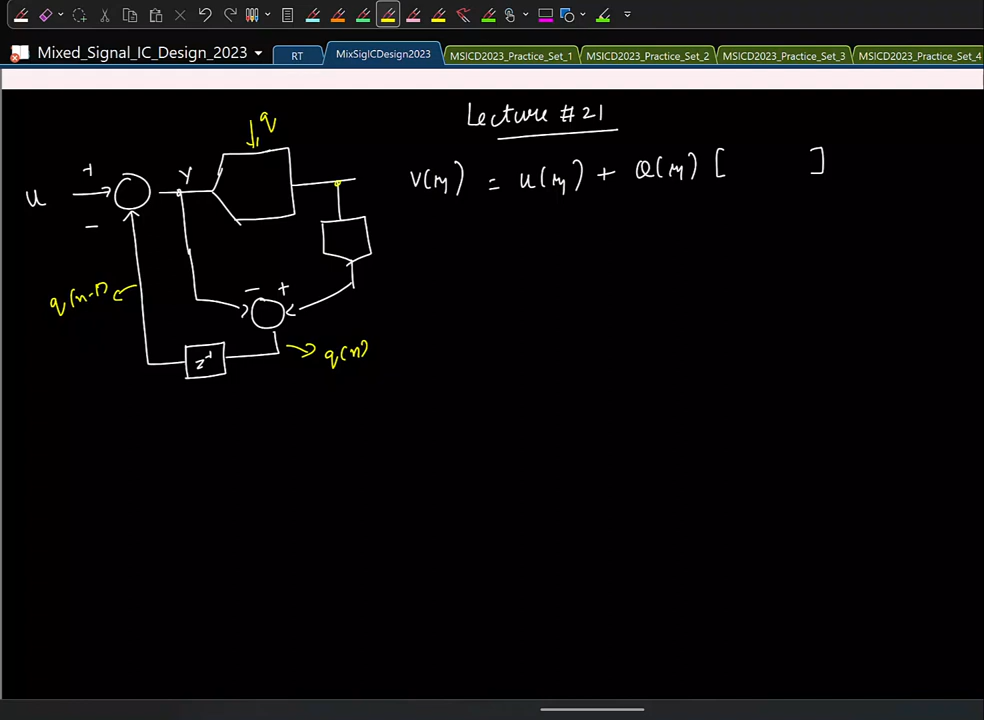 Mixed_Signal_IC_Design_2023
RT
MixSigICDesign2023
MSICD2023_Practice_Set_1
MSICD2023_Practice_Set_2
MSICD2023_Practice_Set_3
MSICD2023_Practice_Set_4
Lecture #21
V(z) = U(z) + Q(z) [ ]
q
u
+
−
Y
q(n-1)
− +
z⁻¹
q(n)